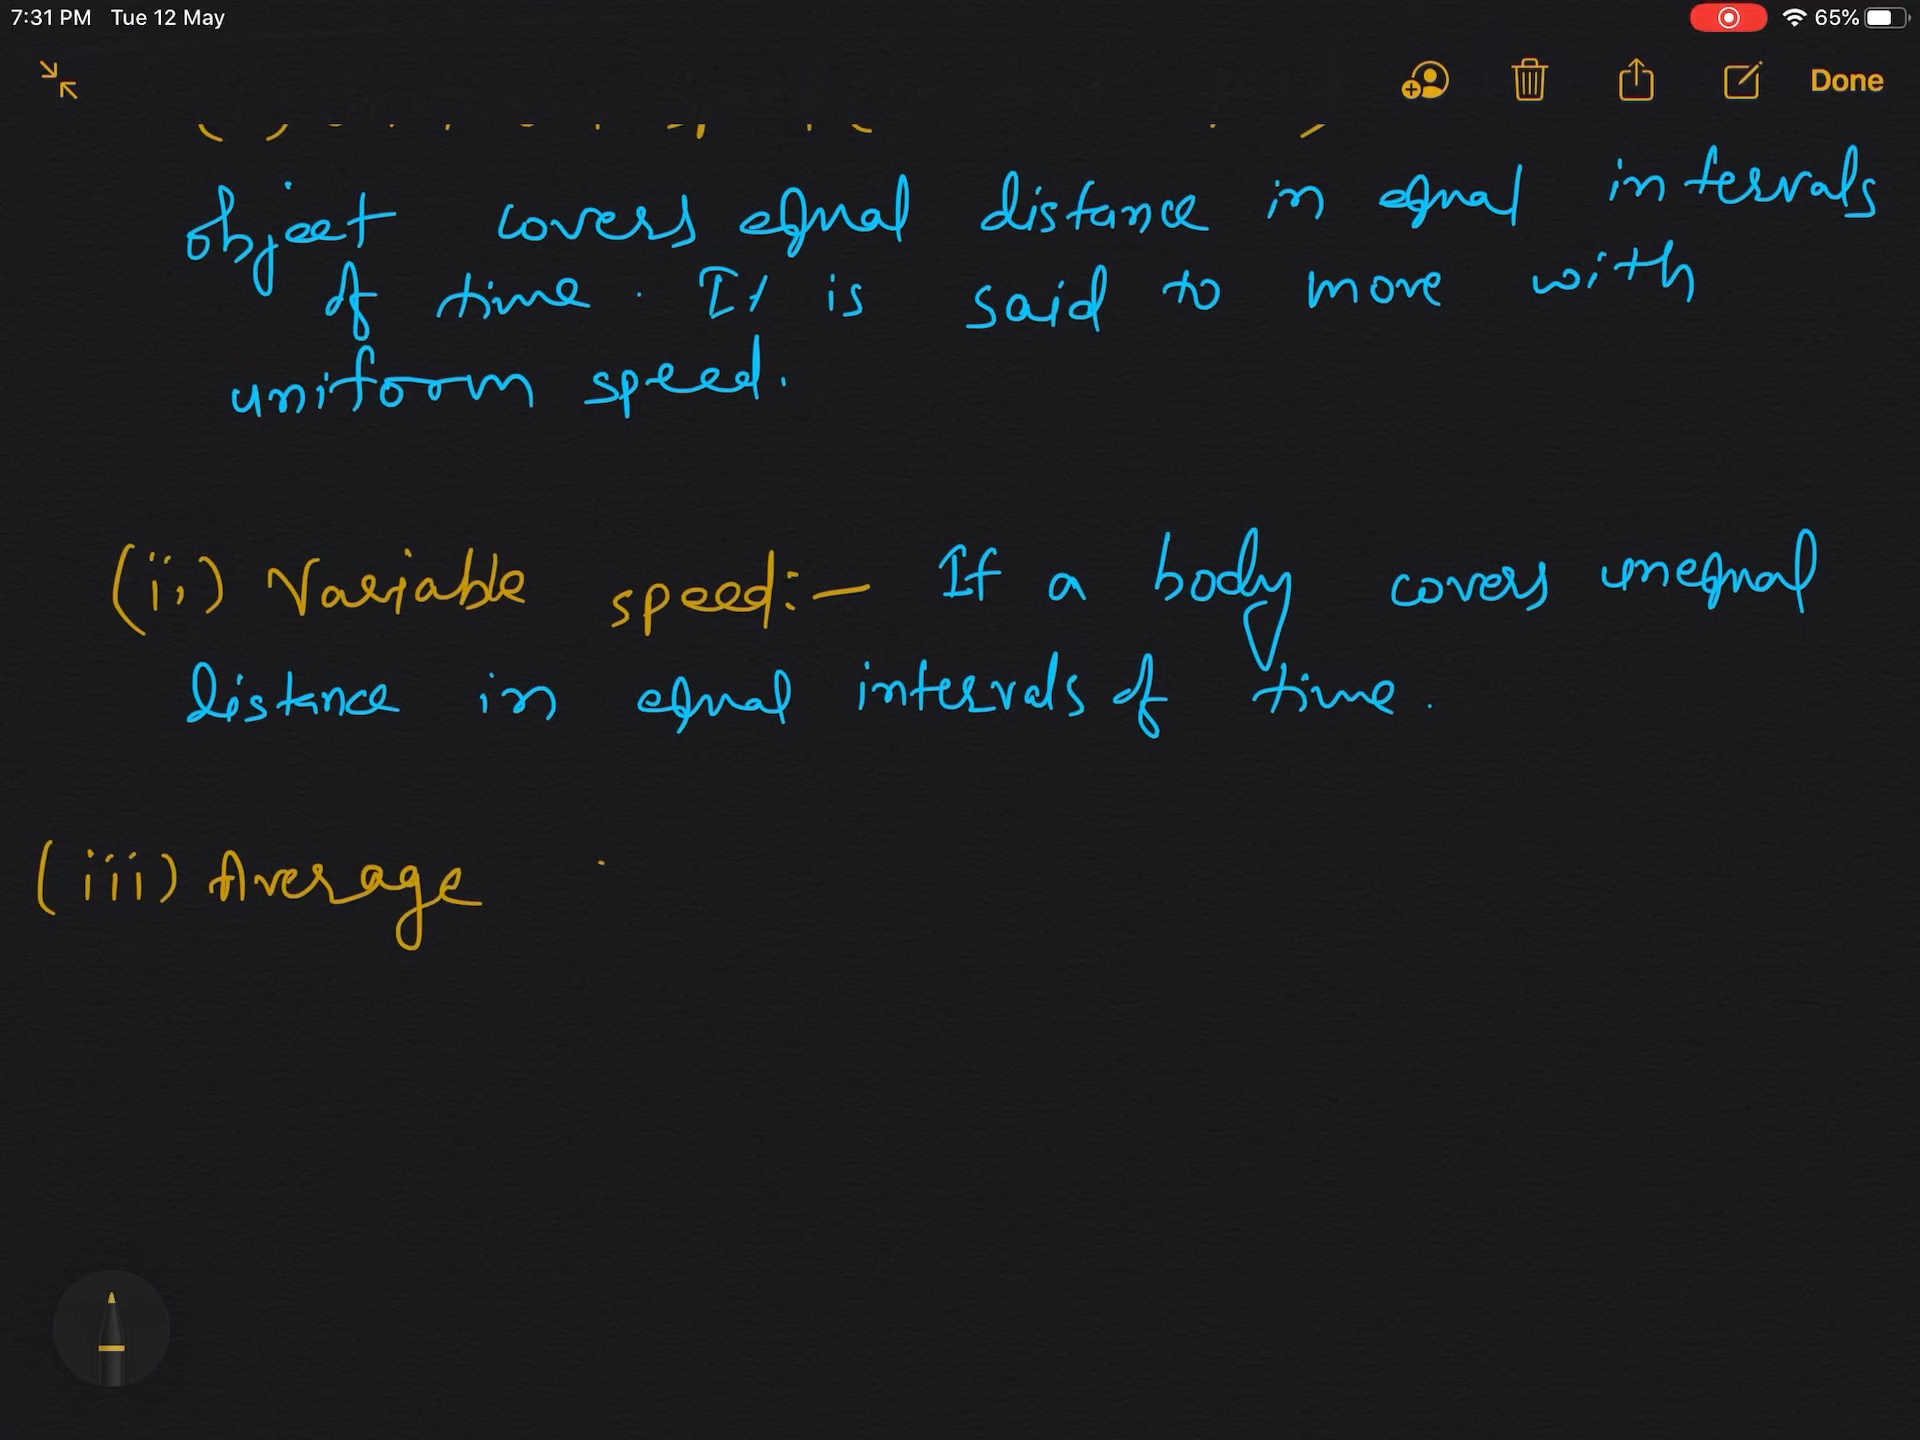 7:31 PM Tue 12 May 65%
Done
object covers equal distance in equal intervals
of time. It is said to move with
uniform speed.
(ii) Variable speed:- If a body covers unequal
distance in equal intervals of time.
(iii) Average